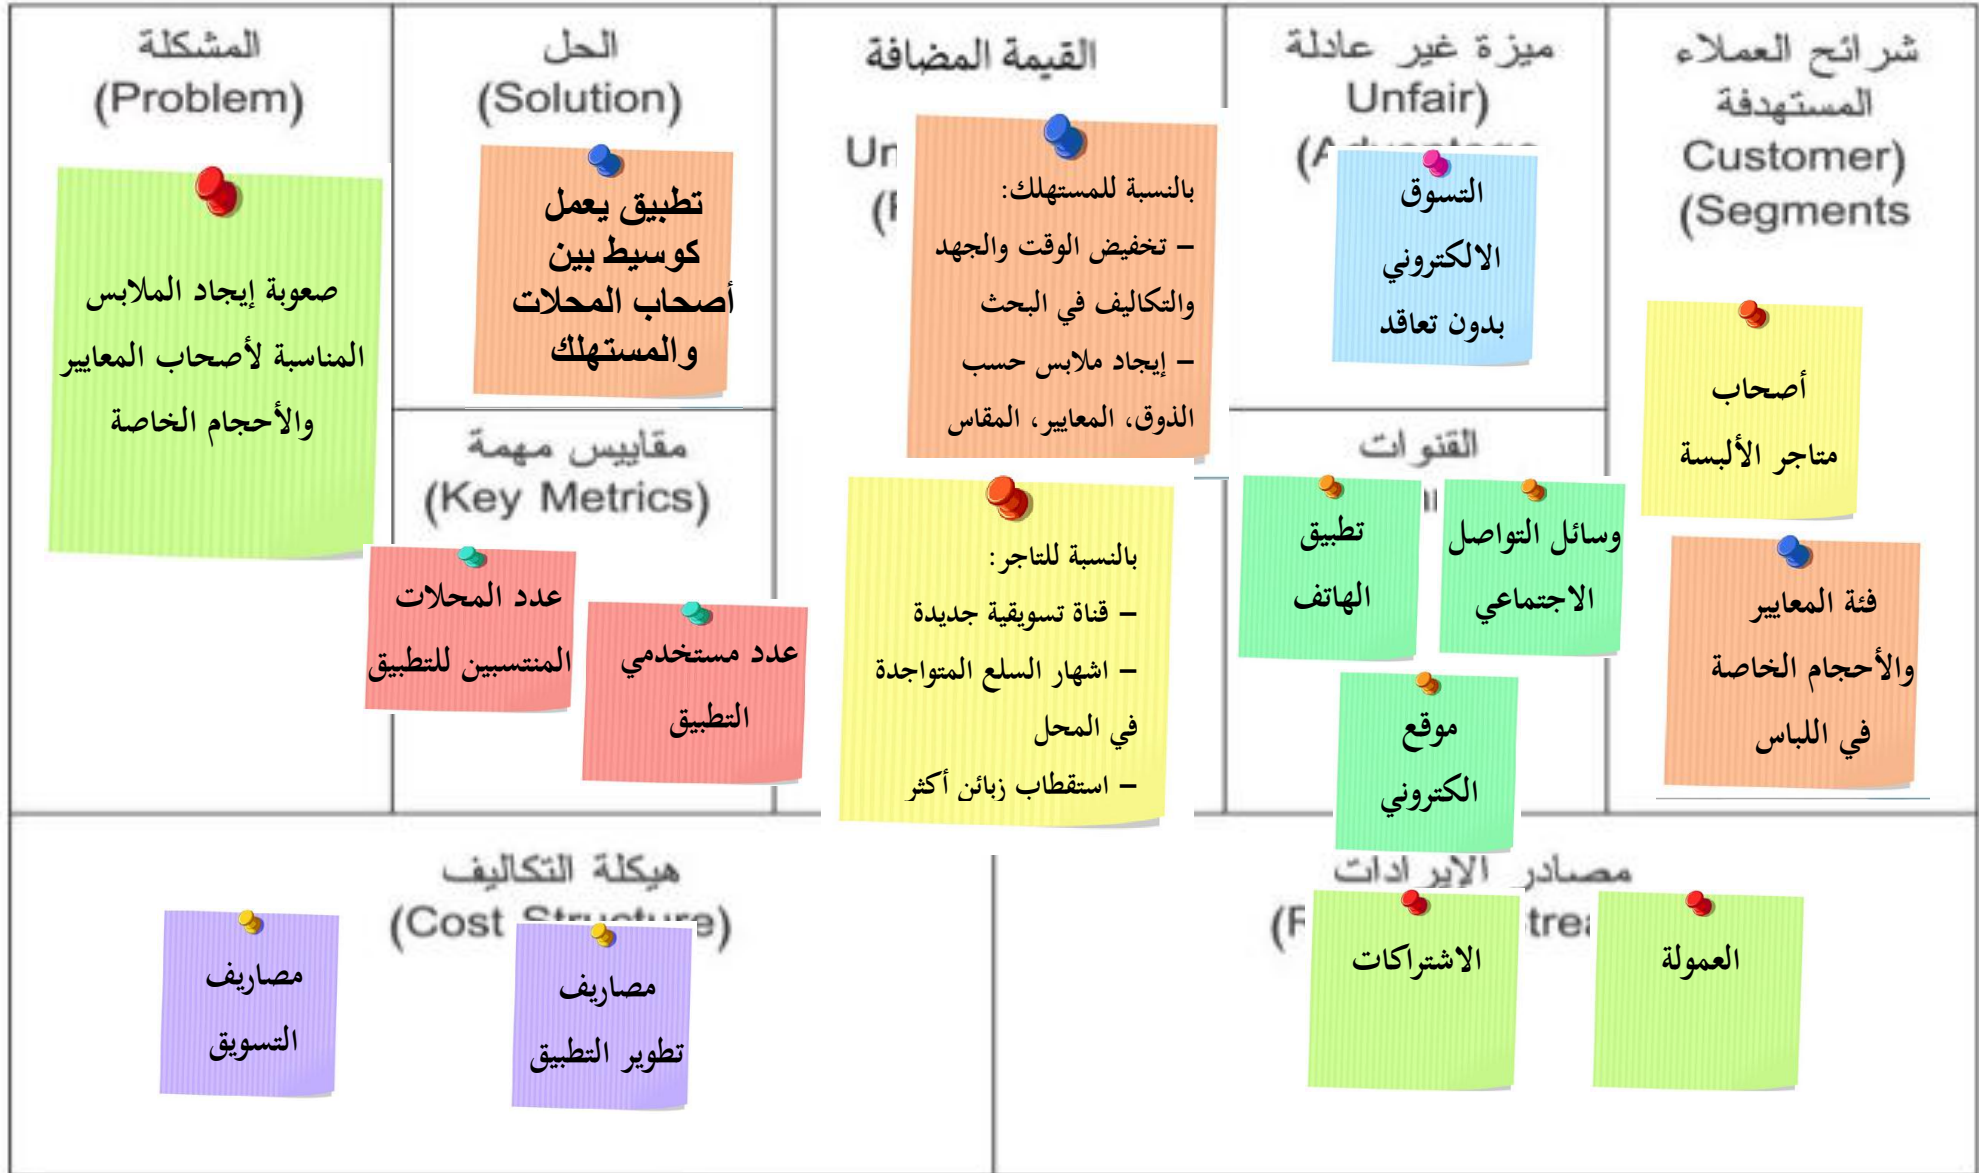 المشكلة
(Problem)
صعوبة إيجاد الملابس
المناسبة لأصحاب المعايير
والأحجام الخاصة
الحل
(Solution)
تطبيق يعمل
كوسيط بين
أصحاب المحلات
والمستهلك
مقاييس مهمة
(Key Metrics)
عدد المحلات
المنتسبين للتطبيق
عدد مستخدمي
التطبيق
القيمة المضافة
بالنسبة للمستهلك:
– تخفيض الوقت والجهد
والتكاليف في البحث
– إيجاد ملابس حسب
الذوق، المعايير، المقاس
بالنسبة للتاجر:
– قناة تسويقية جديدة
– اشهار السلع المتواجدة
في المحل
– استقطاب زبائن أكثر
ميزة غير عادلة
Unfair)
التسوق
الالكتروني
بدون تعاقد
القنوات
تطبيق
الهاتف
وسائل التواصل
الاجتماعي
موقع
الكتروني
شرائح العملاء
المستهدفة
Customer)
(Segments
أصحاب
متاجر الألبسة
فئة المعايير
والأحجام الخاصة
في اللباس
هيكلة التكاليف
(Cost Structure)
مصاريف
التسويق
مصاريف
تطوير التطبيق
مصادر الإيرادات
الاشتراكات
العمولة